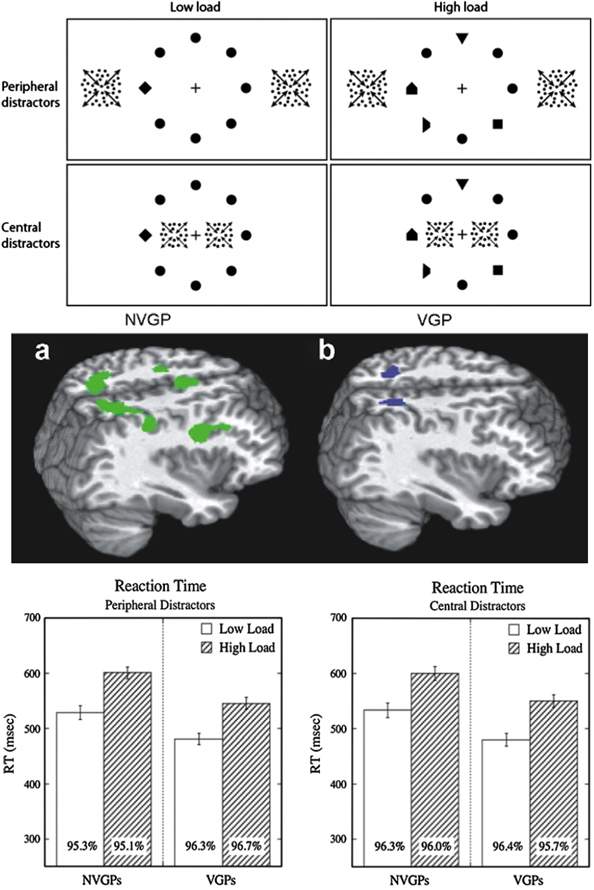 Low load
High load
Peripheral
distractors
Central
distractors
NVGP
VGP
a
b
Reaction Time
Peripheral Distractors
700
600
500
400
300
RT (msec)
Low Load
High Load
95.3%
95.1%
96.3%
96.7%
NVGPs
VGPs
Reaction Time
Central Distractors
700
600
500
400
300
RT (msec)
Low Load
High Load
96.3%
96.0%
96.4%
95.7%
NVGPs
VGPs